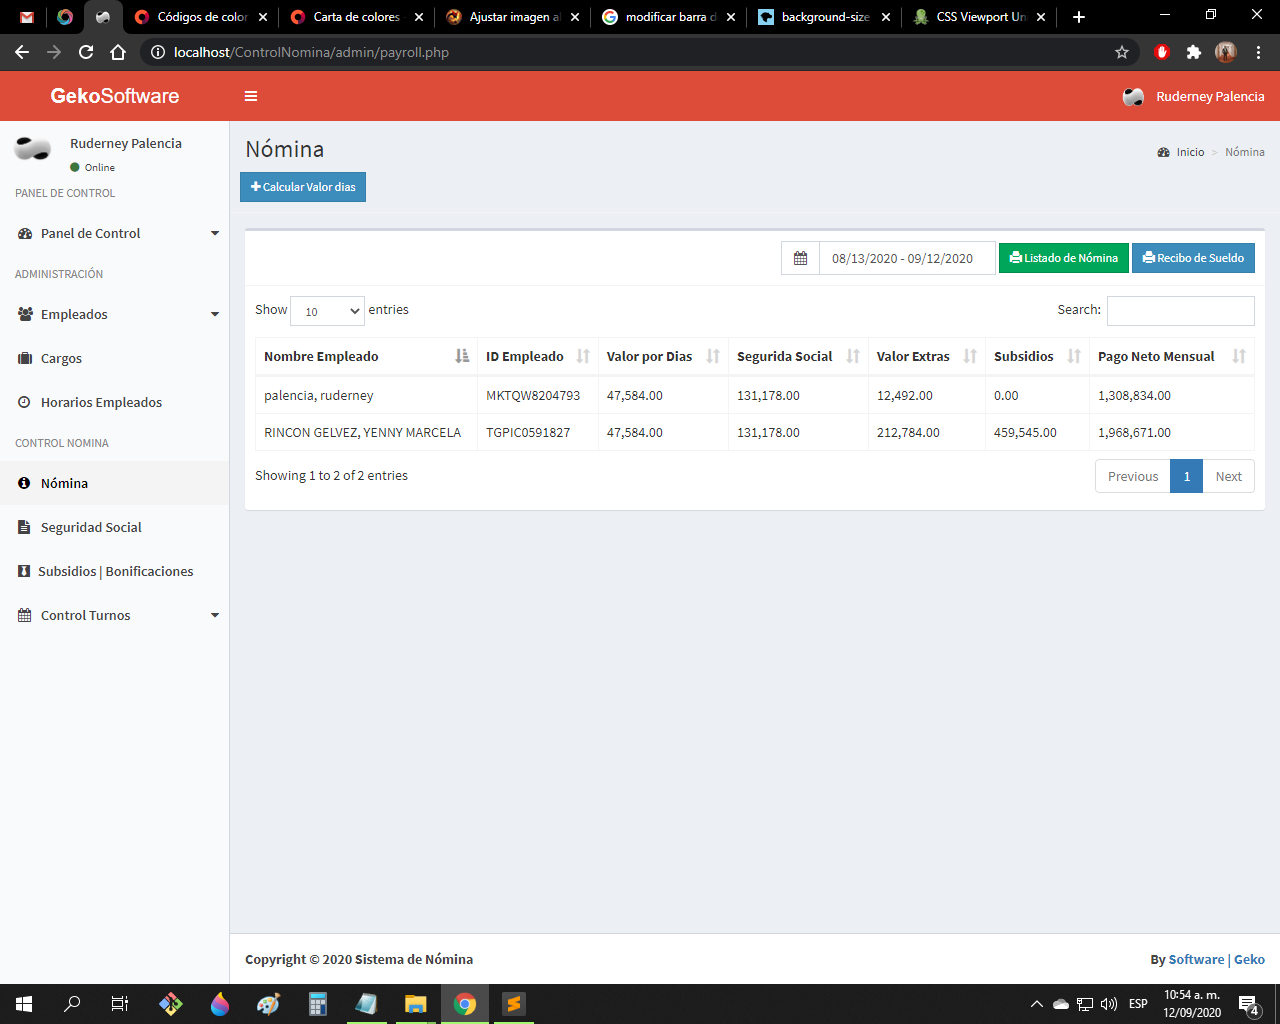 Códigos de color
Carta de colores
Ajustar imagen al
modificar barra d
background-size
CSS Viewport Un
localhost/ControlNomina/admin/payroll.php
GekoSoftware
Ruderney Palencia
Ruderney Palencia
Online
PANEL DE CONTROL
Panel de Control
ADMINISTRACIÓN
Empleados
Cargos
Horarios Empleados
CONTROL NOMINA
Nómina
Seguridad Social
Subsidios | Bonificaciones
Control Turnos
Nómina
Inicio > Nómina
Calcular Valor dias
08/13/2020 - 09/12/2020
Listado de Nómina
Recibo de Sueldo
Show 10 entries
Search:
Nombre Empleado ID Empleado Valor por Dias Segurida Social Valor Extras Subsidios Pago Neto Mensual
palencia, ruderney MKTQW8204793 47,584.00 131,178.00 12,492.00 0.00 1,308,834.00
RINCON GELVEZ, YENNY MARCELA TGPIC0591827 47,584.00 131,178.00 212,784.00 459,545.00 1,968,671.00
Showing 1 to 2 of 2 entries
Previous 1 Next
Copyright © 2020 Sistema de Nómina
By Software | Geko
ESP
10:54 a. m.
12/09/2020
4